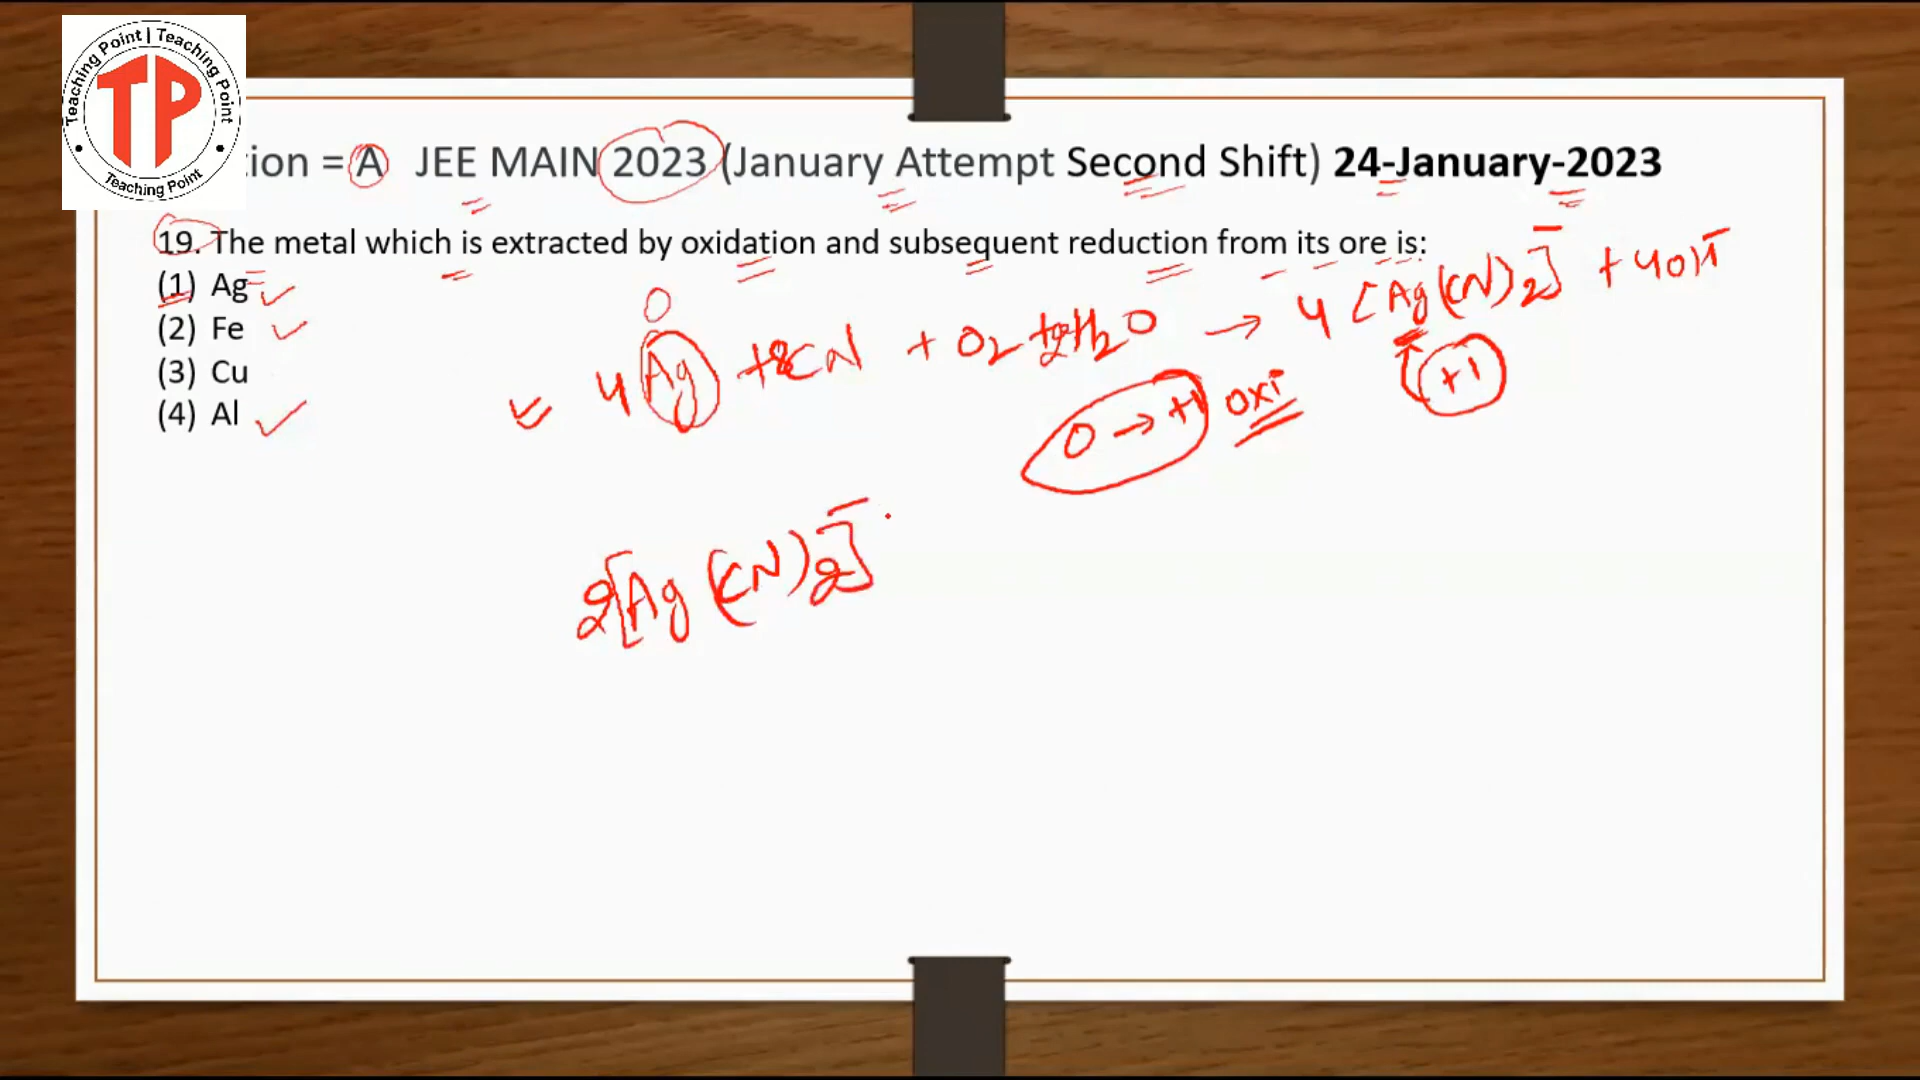 Teaching Point | Teaching Point
TP
Teaching Point
tion = A JEE MAIN 2023 (January Attempt Second Shift) 24-January-2023
19. The metal which is extracted by oxidation and subsequent reduction from its ore is:
(1) Ag
(2) Fe
(3) Cu
(4) Al
0
4 Ag + 8CN + O2 + 2H2O → 4 [Ag(CN)2]⁻ + 4OH⁻
0 → +1 oxi
+1
2[Ag(CN)2]⁻